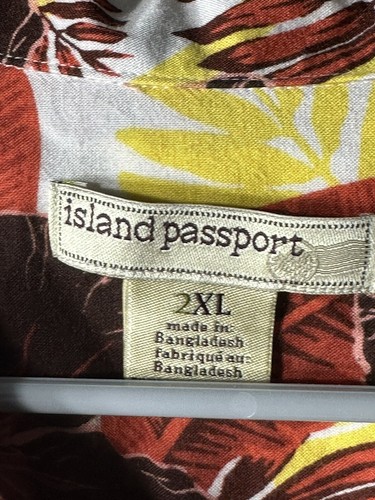 island passport
2XL
made in:
Bangladesh
fabriqué au:
Bangladesh